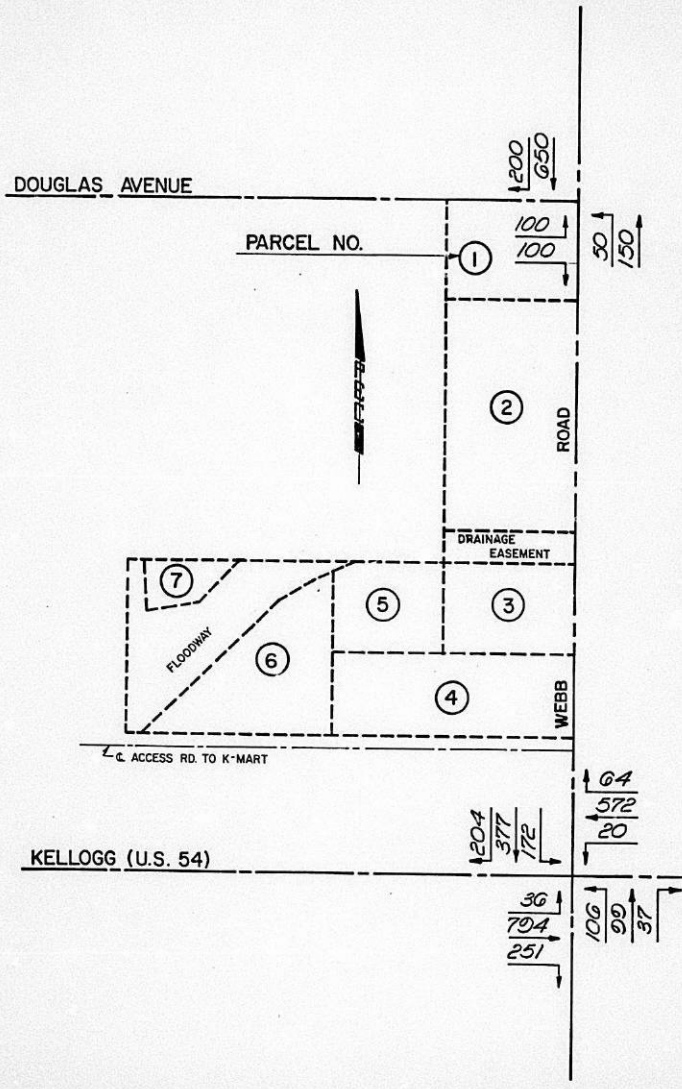 200
650
DOUGLAS AVENUE
PARCEL NO.
1
100
100
50
150
2
ROAD
DRAINAGE
EASEMENT
7
5
3
FLOODWAY
6
4
WEBB
℄ ACCESS RD. TO K-MART
64
572
20
204
377
172
KELLOGG (U.S. 54)
36
794
251
106
99
37